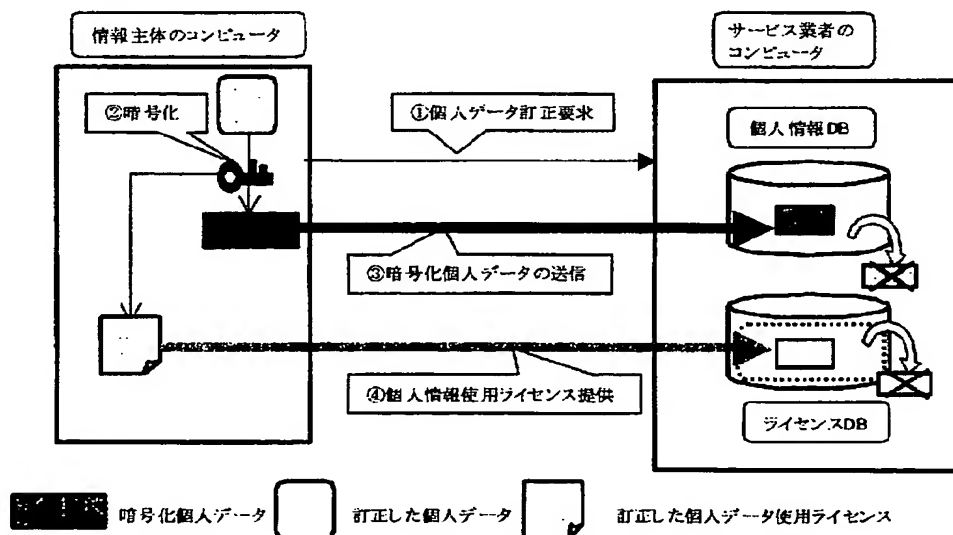 情報主体のコンピュータ
サービス業者の
コンピュータ
②暗号化
①個人データ訂正要求
個人情報DB
③暗号化個人データの送信
④個人情報使用ライセンス提供
ライセンスDB
暗号化個人データ
訂正した個人データ
訂正した個人データ使用ライセンス